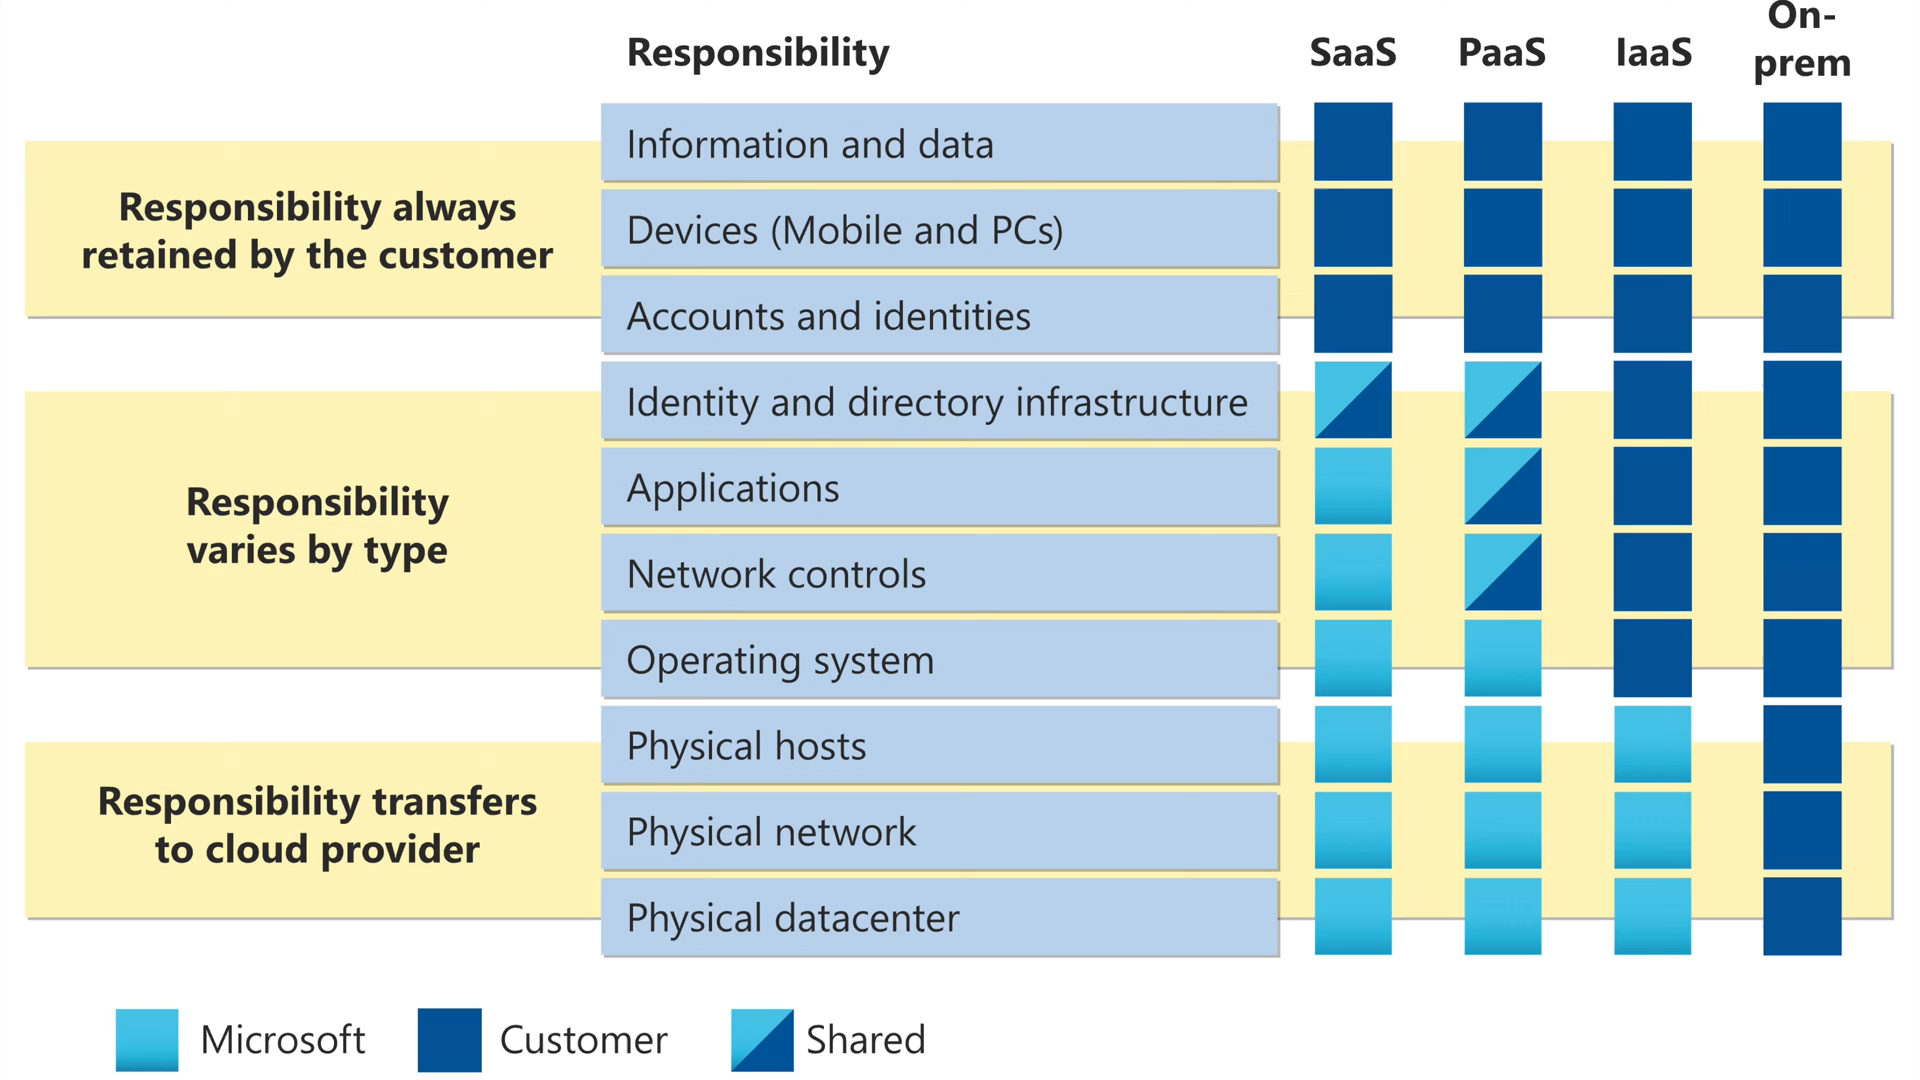 Responsibility
SaaS
PaaS
IaaS
On-
prem
Responsibility always
retained by the customer
Information and data
Devices (Mobile and PCs)
Accounts and identities
Responsibility
varies by type
Identity and directory infrastructure
Applications
Network controls
Operating system
Responsibility transfers
to cloud provider
Physical hosts
Physical network
Physical datacenter
Microsoft
Customer
Shared